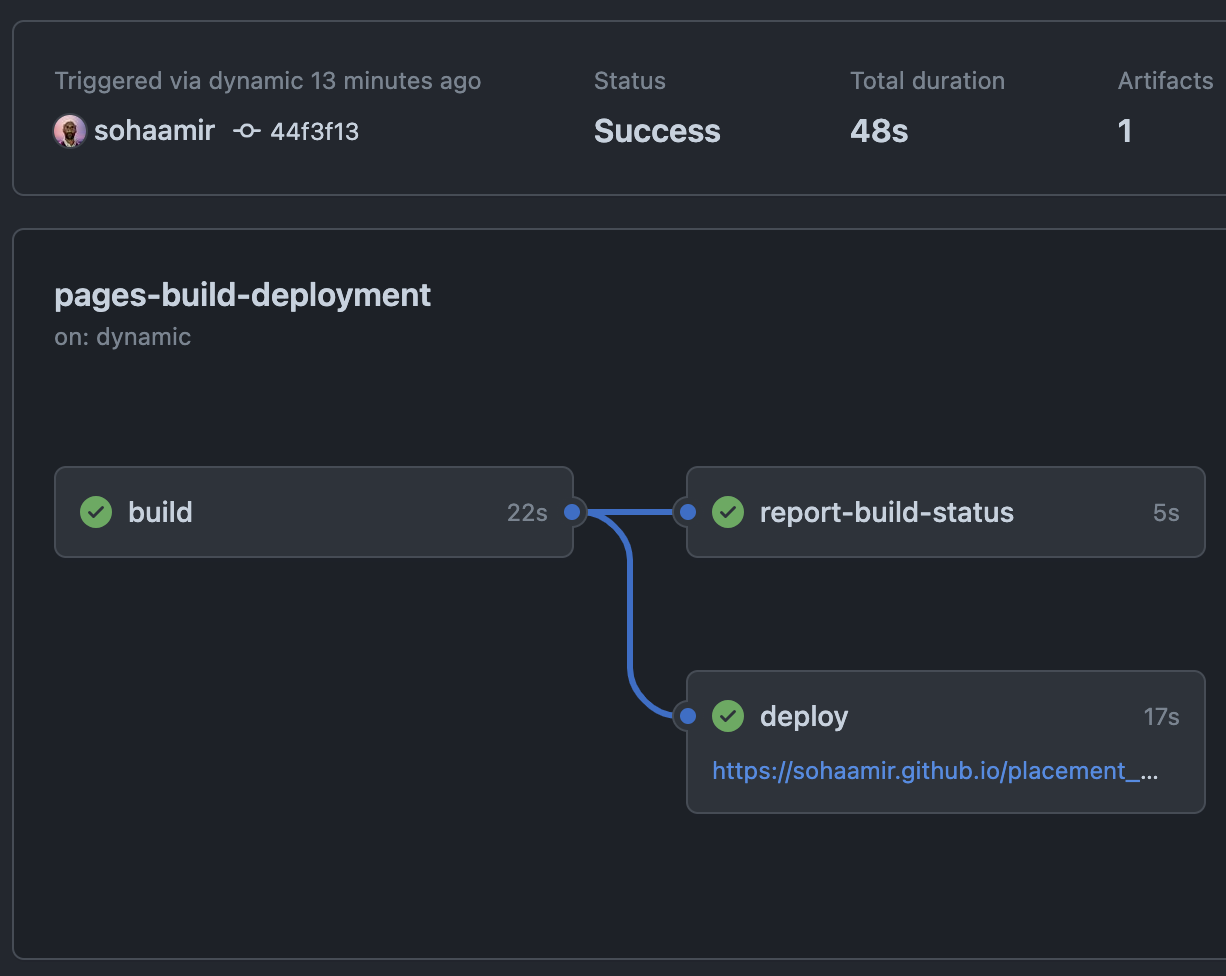 Triggered via dynamic 13 minutes ago
sohaamir 44f3f13
Status
Success
Total duration
48s
Artifacts
1
pages-build-deployment
on: dynamic
build 22s
report-build-status 5s
deploy 17s
https://sohaamir.github.io/placement_...